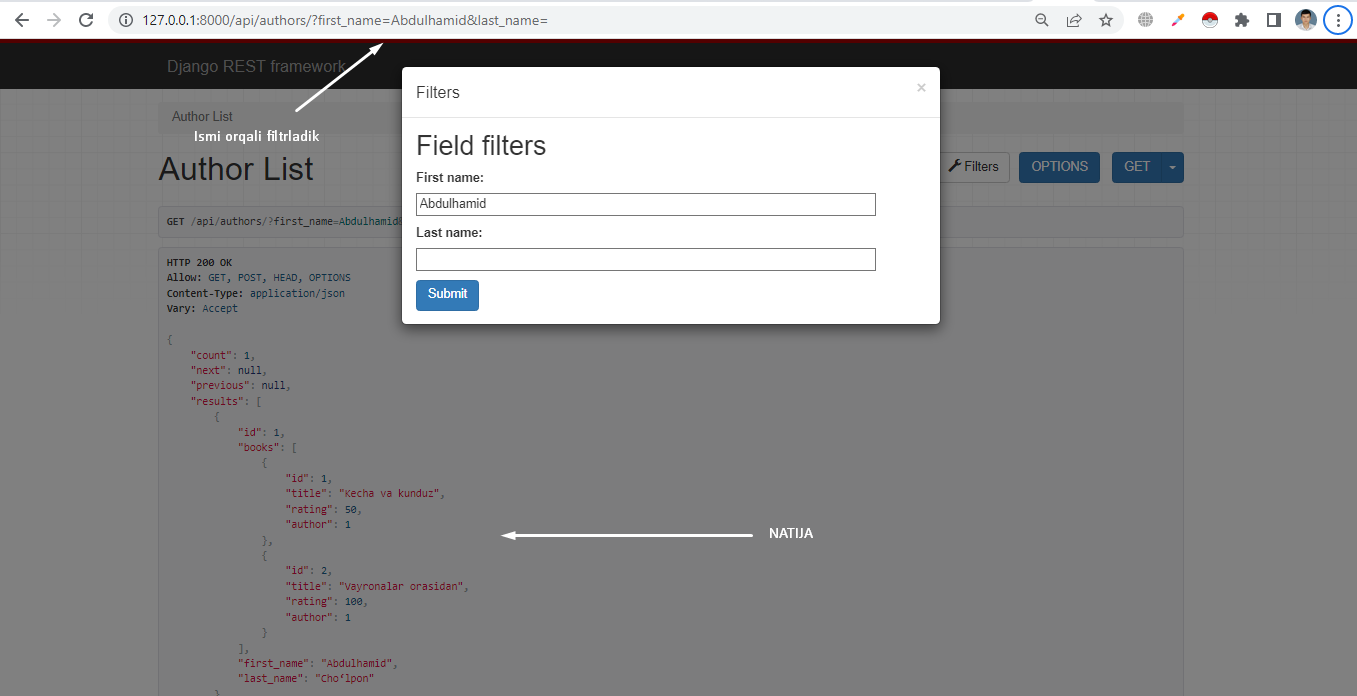 127.0.0.1:8000/api/authors/?first_name=Abdulhamid&last_name=
Django REST framework
Filters
×
Author List
Ismi orqali filtrladik
Field filters
Author List
Filters
OPTIONS
GET
First name:
Abdulhamid
GET /api/authors/?first_name=Abdulhamid&
Last name:
HTTP 200 OK
Allow: GET, POST, HEAD, OPTIONS
Content-Type: application/json
Vary: Accept
Submit
{
"count": 1,
"next": null,
"previous": null,
"results": [
{
"id": 1,
"books": [
{
"id": 1,
"title": "Kecha va kunduz",
"rating": 50,
"author": 1
},
{
"id": 2,
"title": "Vayronalar orasidan",
"rating": 100,
"author": 1
}
],
"first_name": "Abdulhamid",
"last_name": "Cho‘lpon"
}
NATIJA